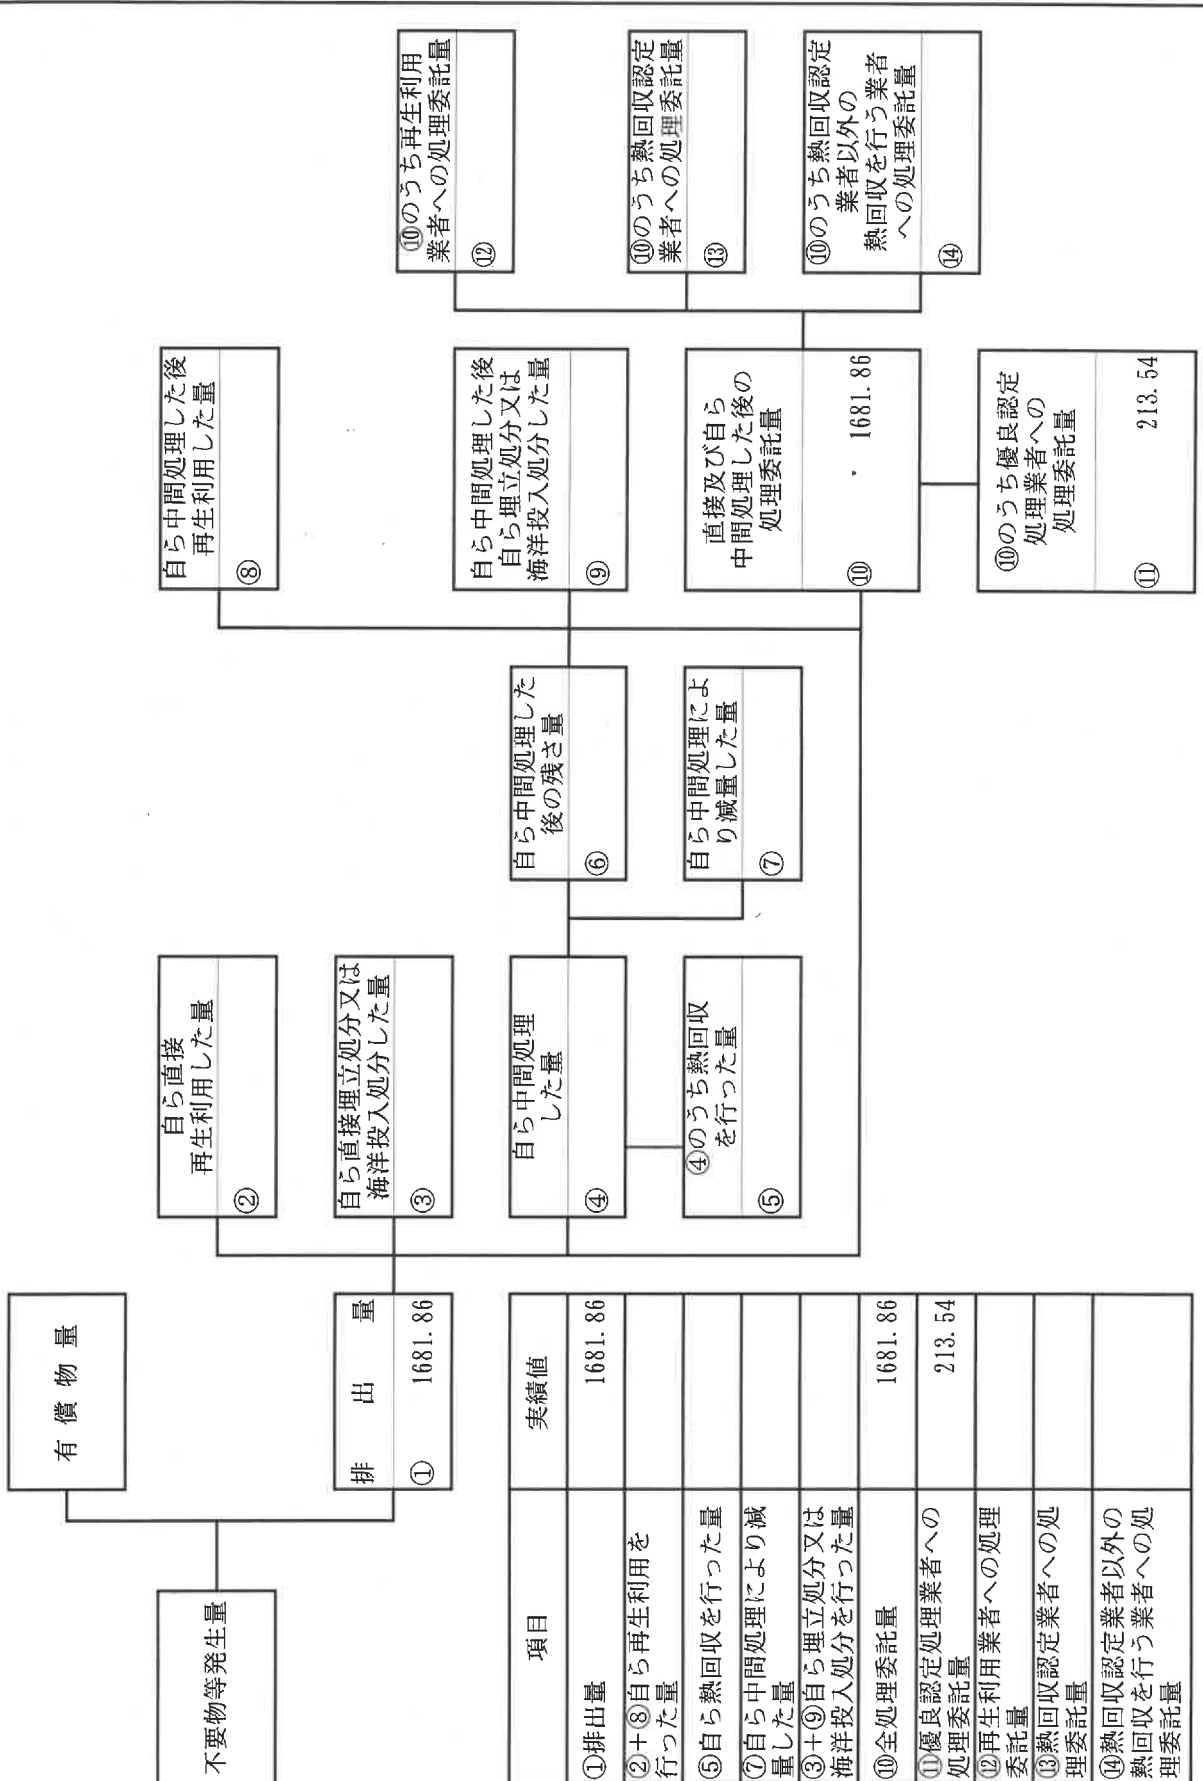 不要物等発生量
有償物量
排出量
① 1681.86
自ら直接
再生利用した量
②
自ら直接埋立処分又は
海洋投入処分した量
③
自ら中間処理
した量
④
④のうち熱回収
を行った量
⑤
自ら中間処理した
後の残さ量
⑥
自ら中間処理によ
り減量した量
⑦
自ら中間処理した後
再生利用した量
⑧
自ら中間処理した後
自ら埋立処分又は
海洋投入処分した量
⑨
直接及び自ら
中間処理した後の
処理委託量
⑩ 1681.86
⑩のうち優良認定
処理業者への
処理委託量
⑪ 213.54
⑩のうち再生利用
業者への処理委託量
⑫
⑩のうち熱回収認定
業者への処理委託量
⑬
⑩のうち熱回収認定
業者以外の
熱回収を行う業者
への処理委託量
⑭
項目 実績値
①排出量 1681.86
②+⑧自ら再生利用を
行った量
⑤自ら熱回収を行った量
⑦自ら中間処理により減
量した量
③+⑨自ら埋立処分又は
海洋投入処分を行った量
⑩全処理委託量 1681.86
⑪優良認定処理業者への
処理委託量 213.54
⑫再生利用業者への処理
委託量
⑬熱回収認定業者への処
理委託量
⑭熱回収認定業者以外の
熱回収を行う業者への処
理委託量